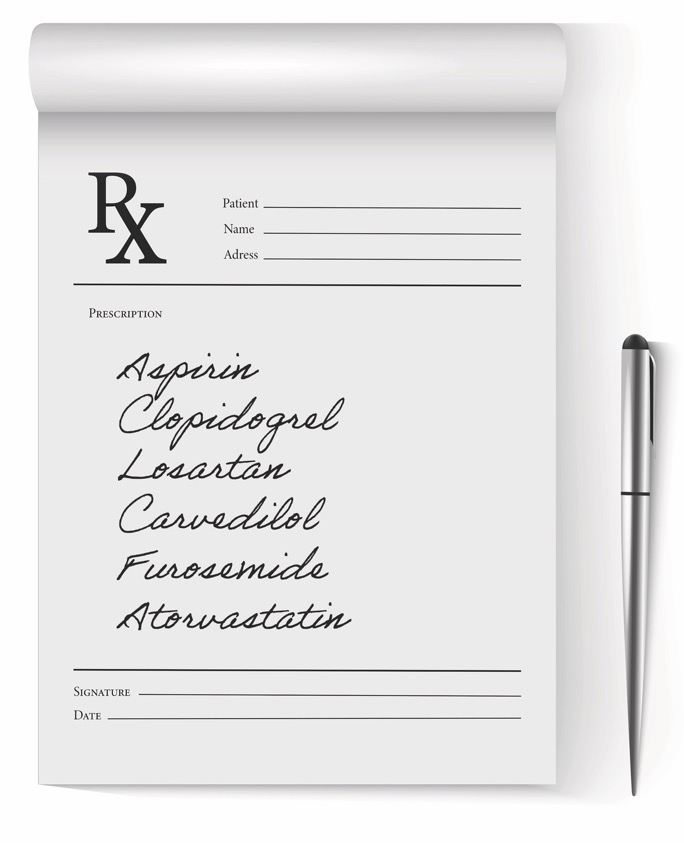 Rx
Patient
Name
Adress
Prescription
Aspirin
Clopidogrel
Losartan
Carvedilol
Furosemide
Atorvastatin
Signature
Date